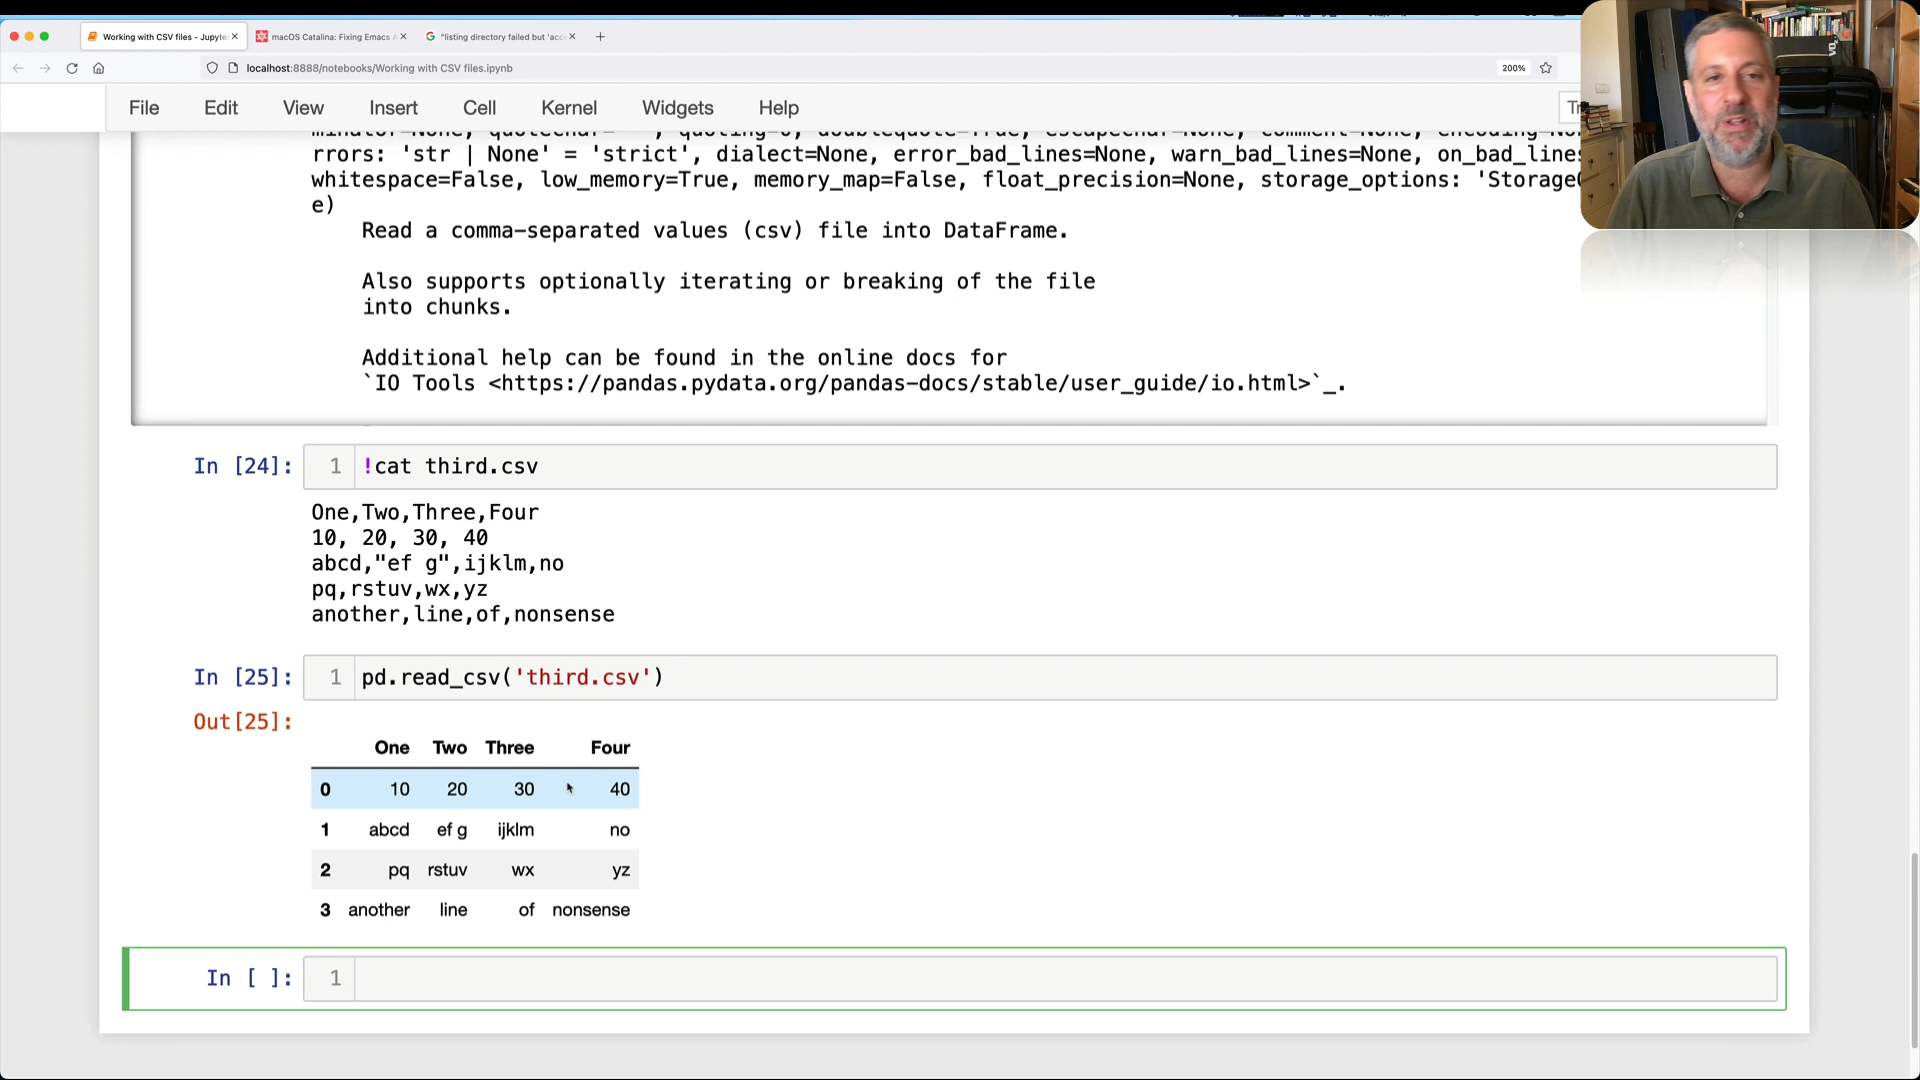 Working with CSV files - Jupyte
macOS Catalina: Fixing Emacs
"listing directory failed but 'acc
localhost:8888/notebooks/Working with CSV files.ipynb
200%
File Edit View Insert Cell Kernel Widgets Help
rrors: 'str | None' = 'strict', dialect=None, error_bad_lines=None, warn_bad_lines=None, on_bad_lines
whitespace=False, low_memory=True, memory_map=False, float_precision=None, storage_options: 'Storage
e)
Read a comma-separated values (csv) file into DataFrame.
Also supports optionally iterating or breaking of the file
into chunks.
Additional help can be found in the online docs for
`IO Tools <https://pandas.pydata.org/pandas-docs/stable/user_guide/io.html>`_.
In [24]: 1 !cat third.csv
One,Two,Three,Four
10, 20, 30, 40
abcd,"ef g",ijklm,no
pq,rstuv,wx,yz
another,line,of,nonsense
In [25]: 1 pd.read_csv('third.csv')
Out[25]:
One Two Three Four
0 10 20 30 40
1 abcd ef g ijklm no
2 pq rstuv wx yz
3 another line of nonsense
In [ ]: 1